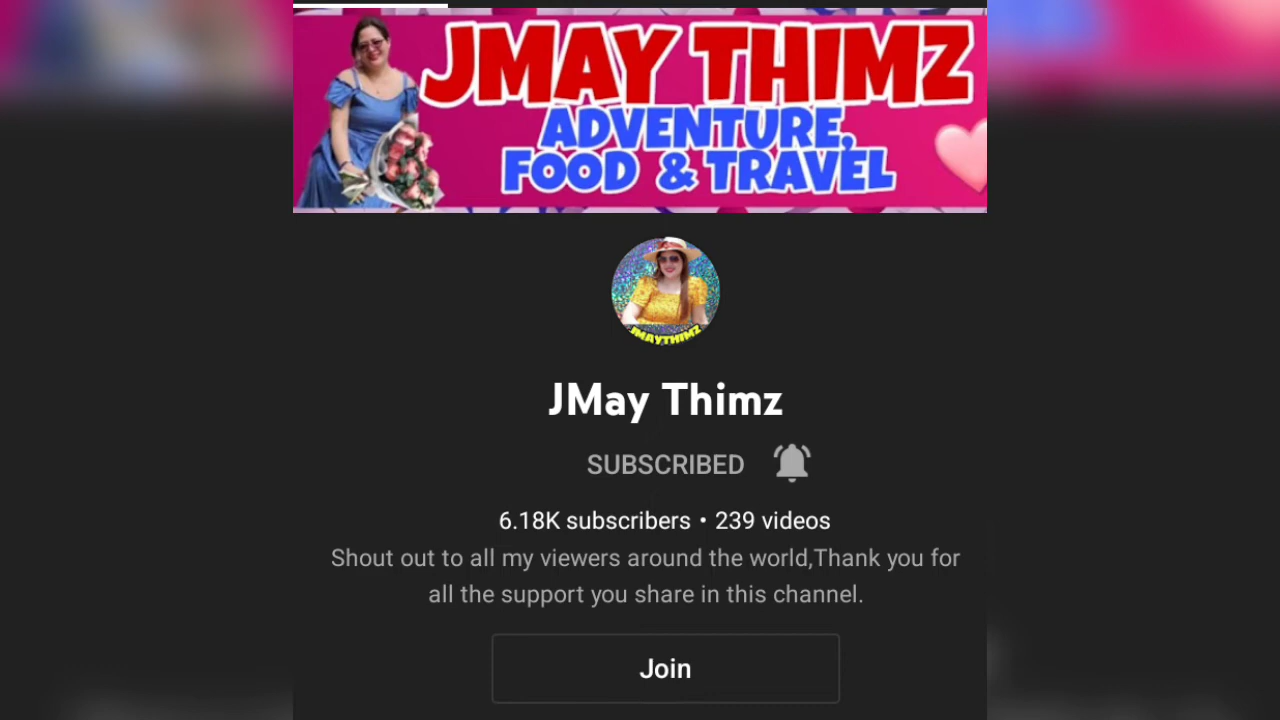 JMAY THIMZ
ADVENTURE,
FOOD & TRAVEL
JMAYTHIMZ
JMay Thimz
SUBSCRIBED
6.18K subscribers • 239 videos
Shout out to all my viewers around the world,Thank you for
all the support you share in this channel.
Join